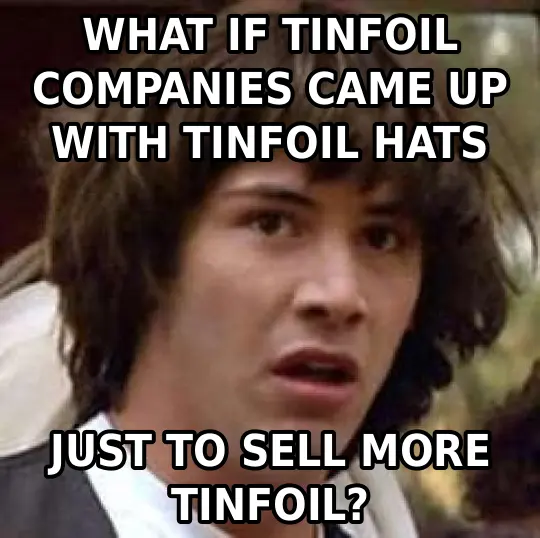 WHAT IF TINFOIL
COMPANIES CAME UP
WITH TINFOIL HATS
JUST TO SELL MORE
TINFOIL?